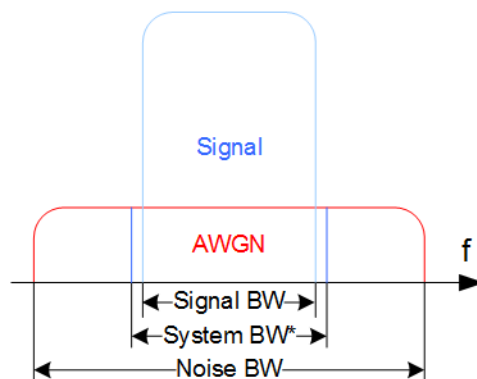 Signal
AWGN
f
Signal BW
System BW*
Noise BW